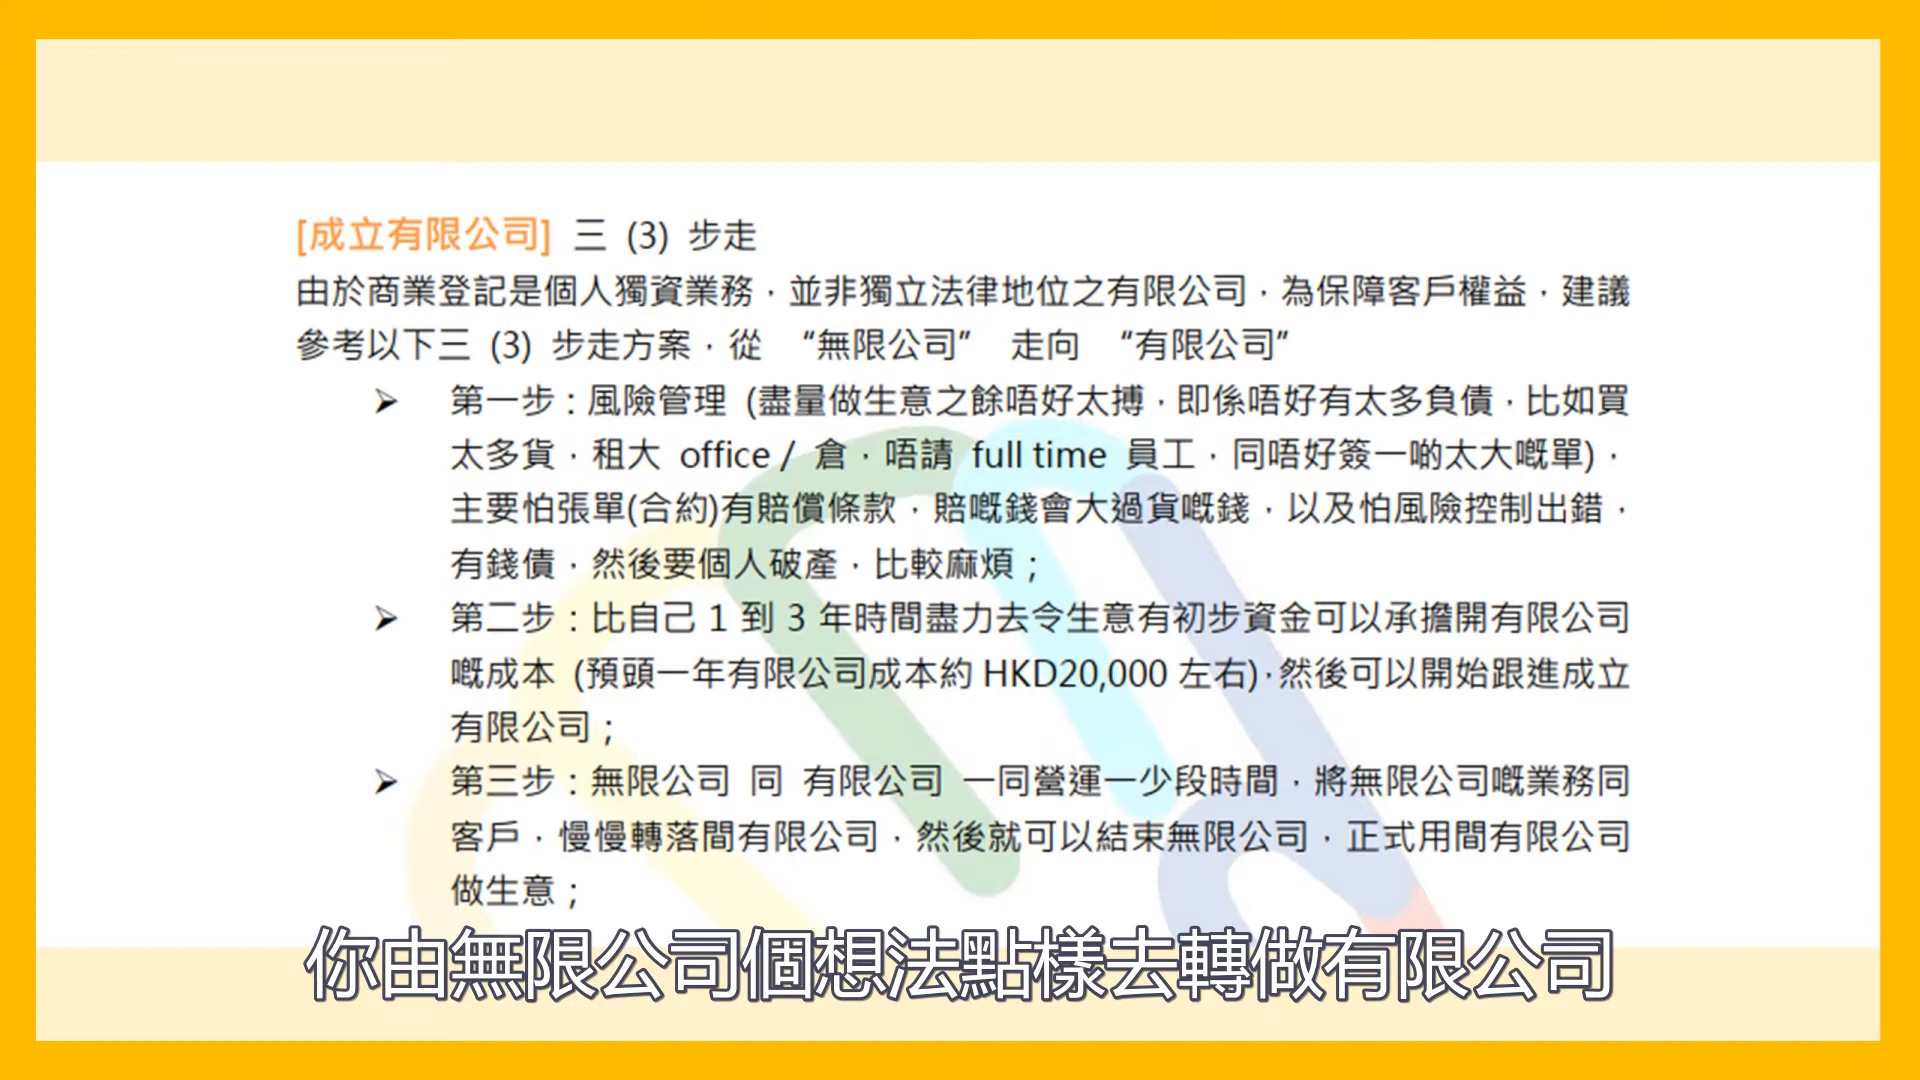 [成立有限公司] 三 (3) 步走
由於商業登記是個人獨資業務，並非獨立法律地位之有限公司，為保障客戶權益，建議
參考以下三 (3) 步走方案，從 “無限公司” 走向 “有限公司”
➢ 第一步：風險管理 (盡量做生意之餘唔好太搏，即係唔好有太多負債，比如買
太多貨，租大 office / 倉，唔請 full time 員工，同唔好簽一啲太大嘅單)，
主要怕張單(合約)有賠償條款，賠嘅錢會大過貨嘅錢，以及怕風險控制出錯，
有錢債，然後要個人破產，比較麻煩；
➢ 第二步：比自己 1 到 3 年時間盡力去令生意有初步資金可以承擔開有限公司
嘅成本 (預頭一年有限公司成本約 HKD20,000 左右)，然後可以開始跟進成立
有限公司；
➢ 第三步：無限公司 同 有限公司 一同營運一少段時間，將無限公司嘅業務同
客戶，慢慢轉落間有限公司，然後就可以結束無限公司，正式用間有限公司
做生意；
你由無限公司個想法點樣去轉做有限公司